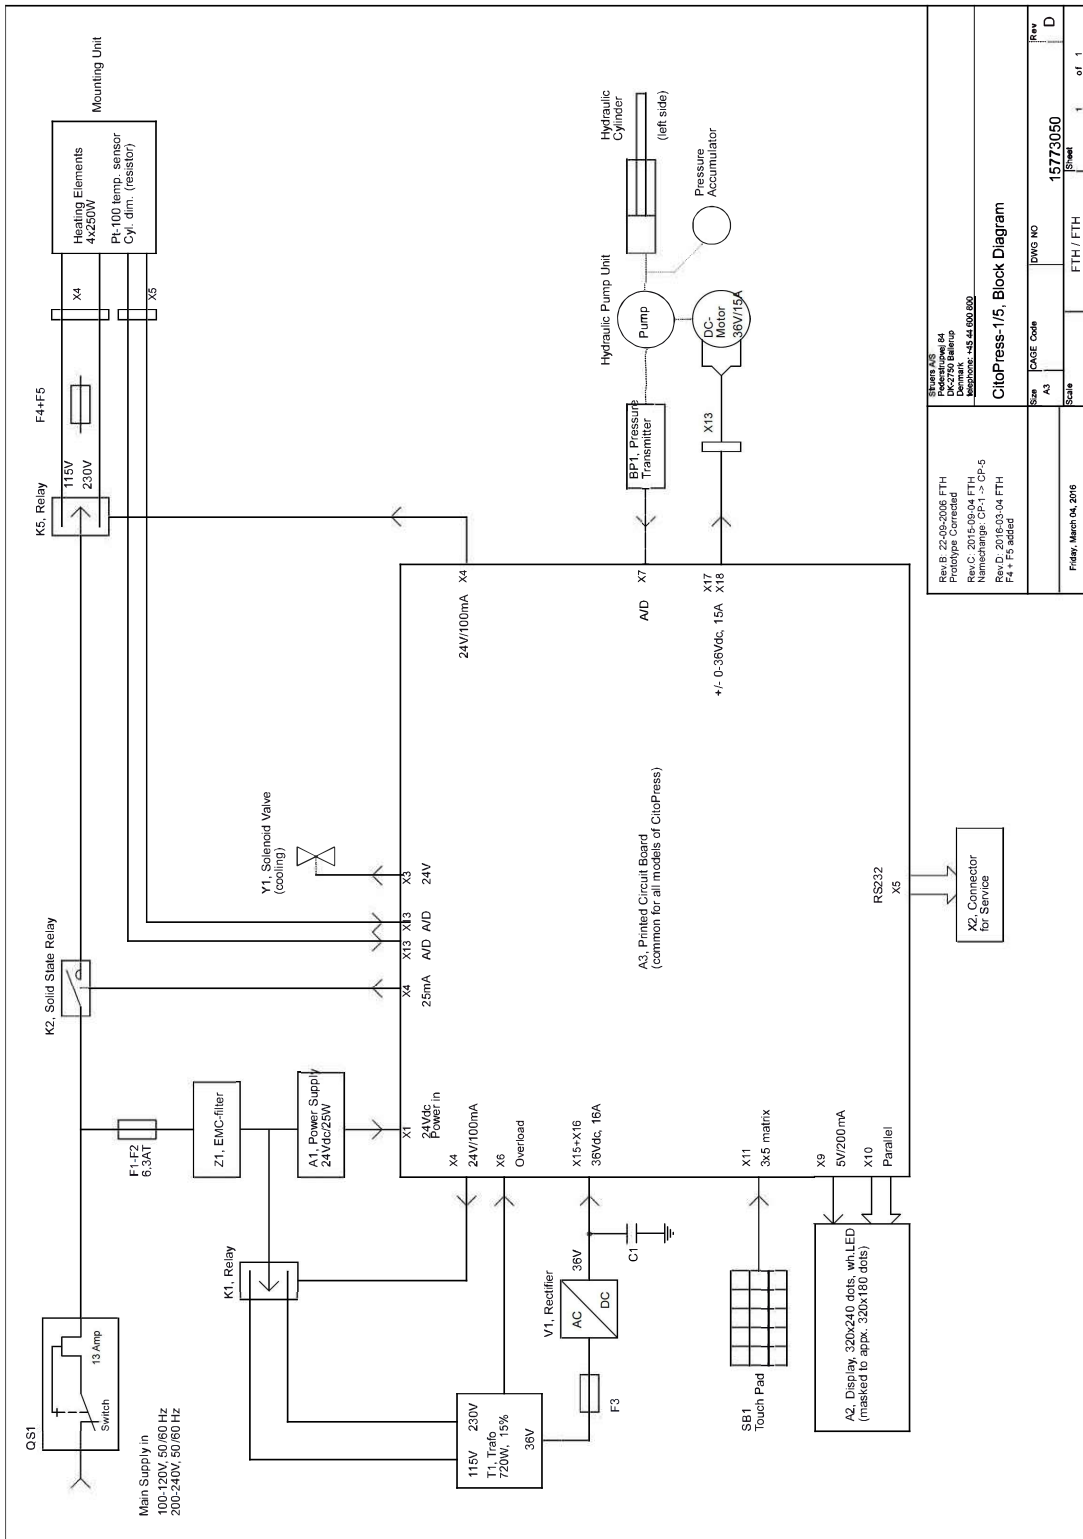 QS1
13 Amp
Switch
Main Supply in
100-120V, 50/60 Hz
200-240V, 50/60 Hz
F1-F2
6,3AT
Z1, EMC-filter
A1, Power Supply
24Vdc/25W
K1, Relay
K2, Solid State Relay
Y1, Solenoid Valve
(cooling)
K5, Relay
115V
230V
F4+F5
X4
X5
Mounting Unit
Heating Elements
4x250W
Pt-100 temp. sensor
Cyl. dim. (resistor)
115V
230V
T1, Trafo
720W, 15%
36V
F3
V1, Rectifier
AC
DC
36V
C1
X1
24Vdc
Power in
X4
25mA
X13
A/D
X13
A/D
X3
24V
X4
24V/100mA
X6
Overload
X15+X16
36Vdc, 16A
X11
3x5 matrix
X9
5V/200mA
X10
Parallel
X4
24V/100mA
X7
A/D
X17
X18
+/- 0-36Vdc, 15A
A3, Printed Circuit Board
(common for all models of CitoPress)
RS232
X5
X2, Connector
for Service
SB1
Touch Pad
A2, Display, 320x240 dots, wh.LED
(masked to appx. 320x180 dots)
BP1, Pressure
Transmitter
X13
Hydraulic Pump Unit
Pump
DC-
Motor
36V/15A
Hydraulic
Cylinder
(left side)
Pressure
Accumulator
Rev.B: 22-09-2006 FTH
Prototype Corrected
Rev.C: 2015-09-04 FTH
Namechange: CP-1 -> CP-5
Rev.D: 2016-03-04 FTH
F4 + F5 added
Friday, March 04, 2016
Struers A/S
Pederstrupvej 84
DK-2750 Ballerup
Denmark
telephone: +45 44 600 800
CitoPress-1/5, Block Diagram
Size
A3
CAGE Code
DWG NO
15773050
Rev
D
Scale
FTH / FTH
Sheet
1 of 1